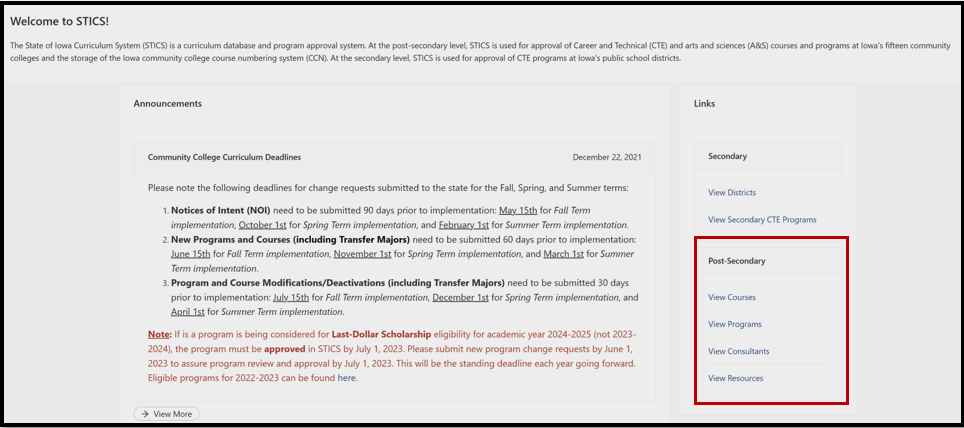 Welcome to STICS!
The State of Iowa Curriculum System (STICS) is a curriculum database and program approval system. At the post-secondary level, STICS is used for approval of Career and Technical (CTE) and arts and sciences (A&S) courses and programs at Iowa's fifteen community
colleges and the storage of the Iowa community college course numbering system (CCN). At the secondary level, STICS is used for approval of CTE programs at Iowa's public school districts.
Announcements
Community College Curriculum Deadlines December 22, 2021
Please note the following deadlines for change requests submitted to the state for the Fall, Spring, and Summer terms:
1. Notices of Intent (NOI) need to be submitted 90 days prior to implementation: May 15th for Fall Term
implementation, October 1st for Spring Term implementation, and February 1st for Summer Term implementation.
2. New Programs and Courses (including Transfer Majors) need to be submitted 60 days prior to implementation:
June 15th for Fall Term implementation, November 1st for Spring Term implementation, and March 1st for Summer
Term implementation.
3. Program and Course Modifications/Deactivations (including Transfer Majors) need to be submitted 30 days
prior to implementation: July 15th for Fall Term implementation, December 1st for Spring Term implementation, and
April 1st for Summer Term implementation.
Note: If is a program is being considered for Last-Dollar Scholarship eligibility for academic year 2024-2025 (not 2023-
2024), the program must be approved in STICS by July 1, 2023. Please submit new program change requests by June 1,
2023 to assure program review and approval by July 1, 2023. This will be the standing deadline each year going forward.
Eligible programs for 2022-2023 can be found here.
→ View More
Links
Secondary
View Districts
View Secondary CTE Programs
Post-Secondary
View Courses
View Programs
View Consultants
View Resources